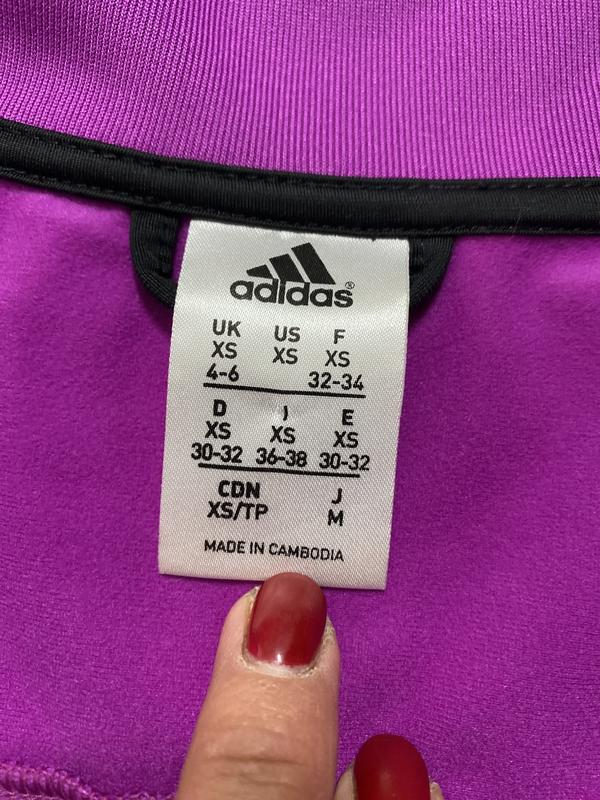 adidas®
UK US F
XS XS XS
4-6 32-34
D I E
XS XS XS
30-32 36-38 30-32
CDN J
XS/TP M
MADE IN CAMBODIA